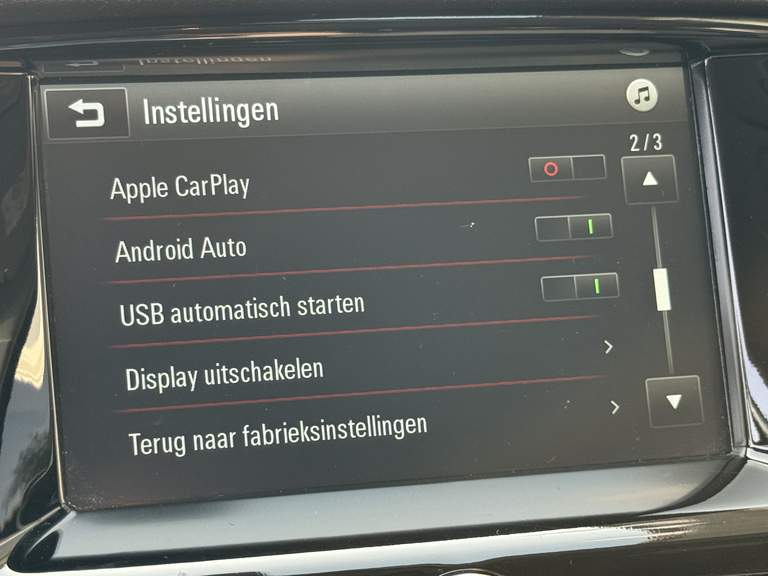 Instellingen
2/3
Apple CarPlay
Android Auto
USB automatisch starten
Display uitschakelen
Terug naar fabrieksinstellingen